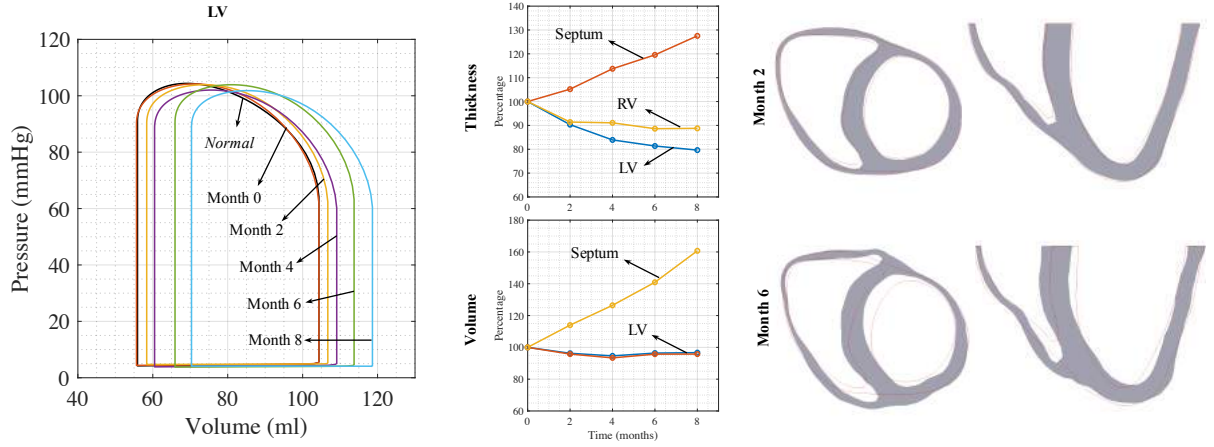 LV
120
100
80
60
40
20
0
40 60 80 100 120
Pressure (mmHg)
Volume (ml)
Normal
Month 0
Month 2
Month 4
Month 6
Month 8
Thickness
Percentage
140
130
120
110
100
90
80
70
60
0 2 4 6 8
Septum
RV
LV
Volume
Percentage
180
160
140
120
100
80
60
0 2 4 6 8
Time (months)
Septum
LV
Month 2
Month 6